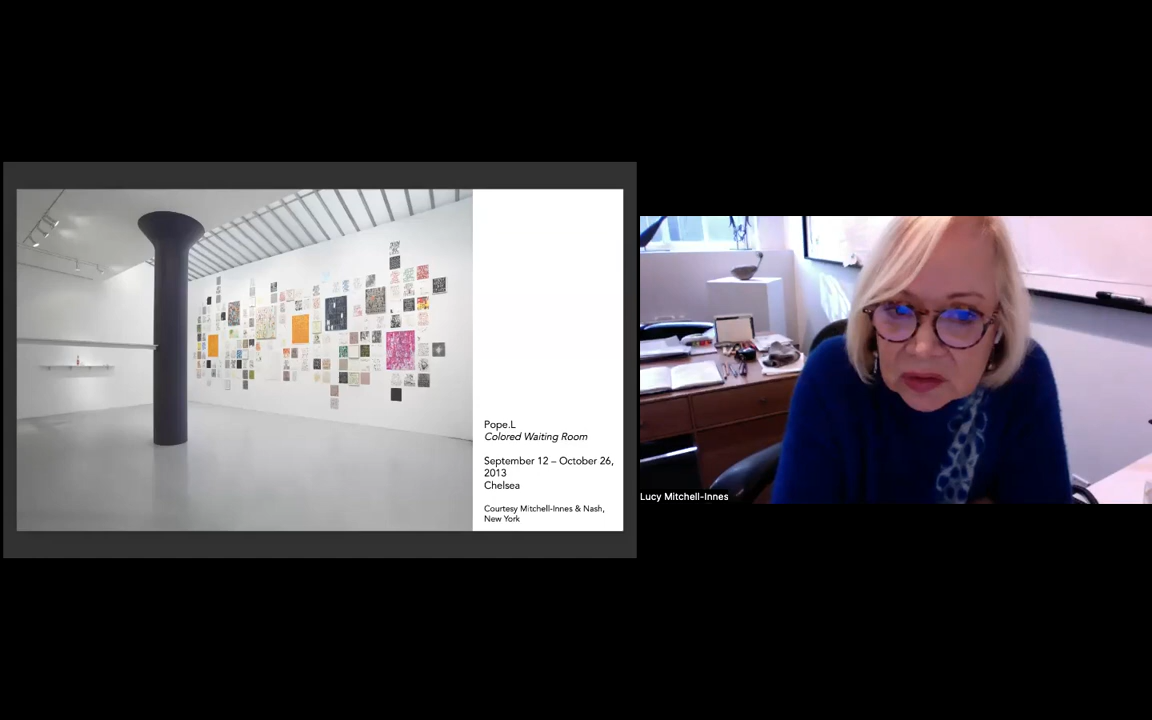 Pope.L
Colored Waiting Room
September 12 – October 26,
2013
Chelsea
Courtesy Mitchell-Innes & Nash,
New York
Lucy Mitchell-Innes